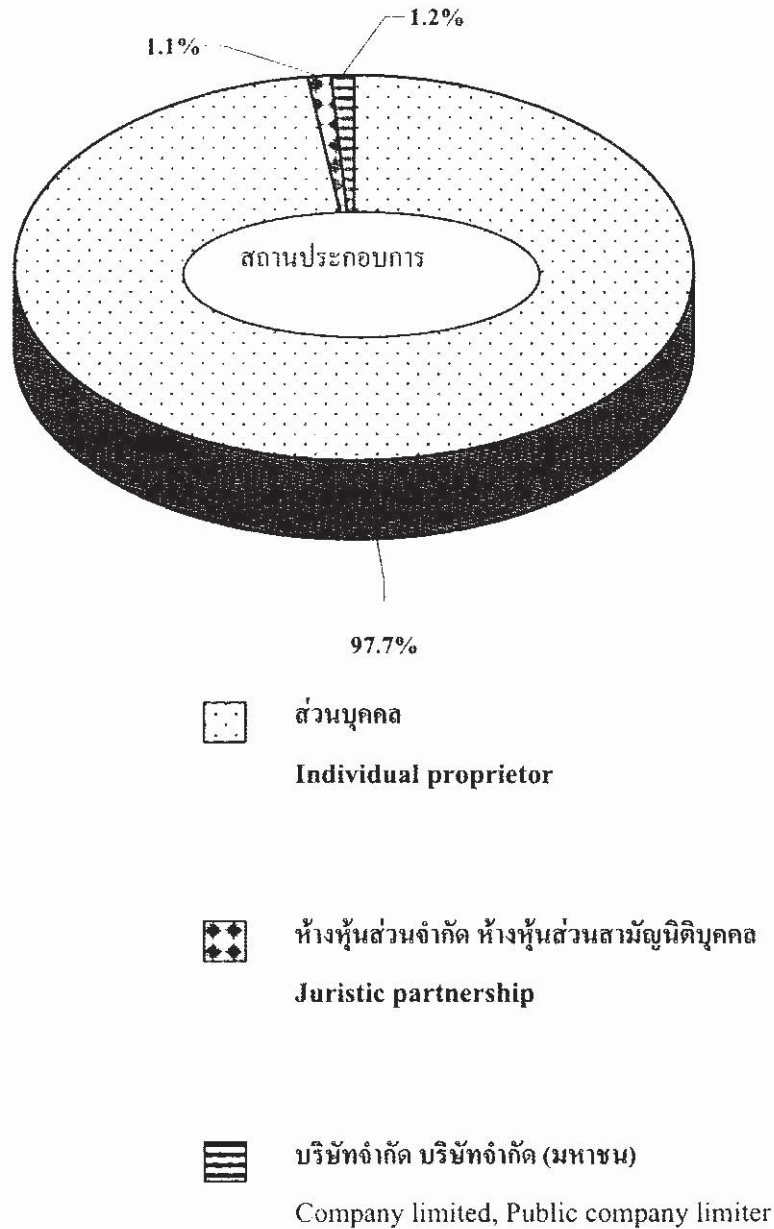 1.2%
1.1%
สถานประกอบการ
97.7%
ส่วนบุคคล
Individual proprietor
ห้างหุ้นส่วนจำกัด ห้างหุ้นส่วนสามัญนิติบุคคล
Juristic partnership
บริษัทจำกัด บริษัทจำกัด (มหาชน)
Company limited, Public company limiter